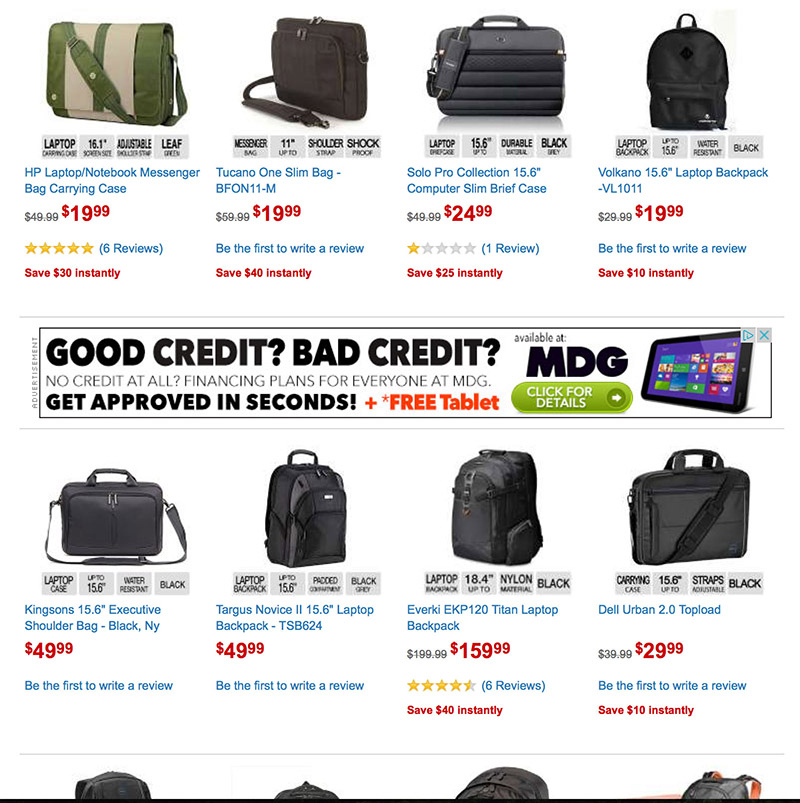 LAPTOP CARRYING CASE 16.1" SCREEN SIZE ADJUSTABLE SHOULDER STRAP LEAF GREEN
HP Laptop/Notebook Messenger
Bag Carrying Case
$49.99 $19.99
(6 Reviews)
Save $30 instantly
MESSENGER BAG 11" UP TO SHOULDER STRAP SHOCK PROOF
Tucano One Slim Bag -
BFON11-M
$59.99 $19.99
Be the first to write a review
Save $40 instantly
LAPTOP BRIEFCASE 15.6" UP TO DURABLE MATERIAL BLACK GREY
Solo Pro Collection 15.6"
Computer Slim Brief Case
$49.99 $24.99
(1 Review)
Save $25 instantly
LAPTOP BACKPACK UP TO 15.6" WATER RESISTANT BLACK
Volkano 15.6" Laptop Backpack
-VL1011
$29.99 $19.99
Be the first to write a review
Save $10 instantly
ADVERTISEMENT
GOOD CREDIT? BAD CREDIT?
NO CREDIT AT ALL? FINANCING PLANS FOR EVERYONE AT MDG.
GET APPROVED IN SECONDS! + *FREE Tablet
available at:
MDG
CLICK FOR
DETAILS
LAPTOP CASE UP TO 15.6" WATER RESISTANT BLACK
Kingsons 15.6" Executive
Shoulder Bag - Black, Ny
$49.99
Be the first to write a review
LAPTOP BACKPACK UP TO 15.6" PADDED COMPARTMENT BLACK GREY
Targus Novice II 15.6" Laptop
Backpack - TSB624
$49.99
Be the first to write a review
LAPTOP BACKPACK 18.4" UP TO NYLON MATERIAL BLACK
Everki EKP120 Titan Laptop
Backpack
$199.99 $159.99
(6 Reviews)
Save $40 instantly
CARRYING CASE 15.6" UP TO STRAPS ADJUSTABLE BLACK
Dell Urban 2.0 Topload
$39.99 $29.99
Be the first to write a review
Save $10 instantly